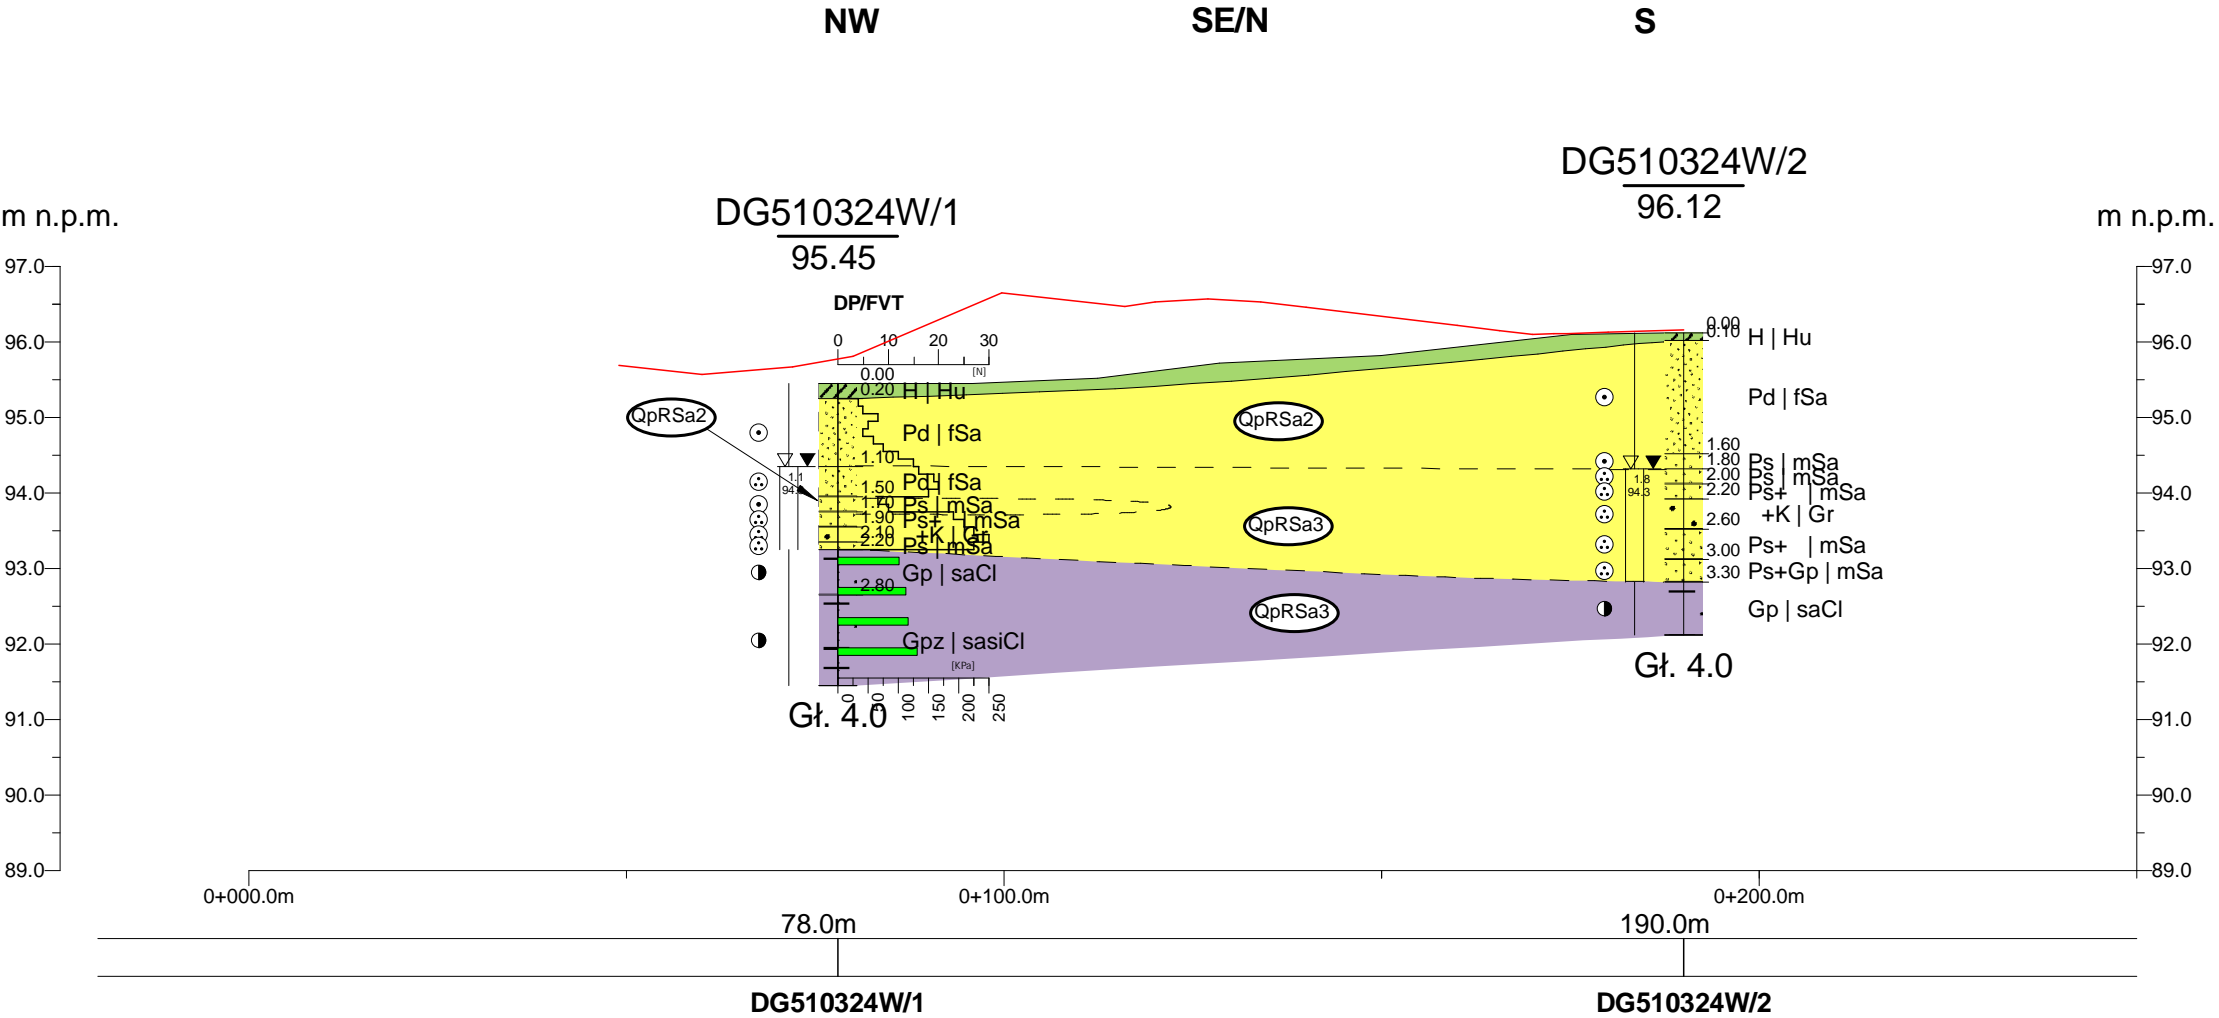 NW SE/N S
DG510324W/2
96.12
DG510324W/1
95.45
m n.p.m. m n.p.m.
DP/FVT
97.0 97.0
96.0 96.0
95.0 95.0
94.0 94.0
93.0 93.0
92.0 92.0
91.0 91.0
90.0 90.0
89.0 89.0
0 10 20 30
[N]
0.00
0.20 H | Hu
Pd | fSa
1.10
Pd | fSa
1.50
1.70 Ps | mSa
1.90 Ps+ | mSa
2.10 +K | Gr
2.20 Ps | mSa
Gp | saCl
2.80
Gpz | sasiCl
[KPa]
0 50 100 150 200 250
Gł. 4.0
1.1
QpRSa2
QpRSa2
QpRSa3
QpRSa3
0.00
0.10 H | Hu
Pd | fSa
1.60
1.80 Ps | mSa
2.00 Ps | mSa
2.20 Ps+ | mSa
+K | Gr
2.60
Ps+ | mSa
3.00
3.30 Ps+Gp | mSa
Gp | saCl
1.8
94.3
Gł. 4.0
0+000.0m 0+100.0m 0+200.0m
78.0m 190.0m
DG510324W/1 DG510324W/2